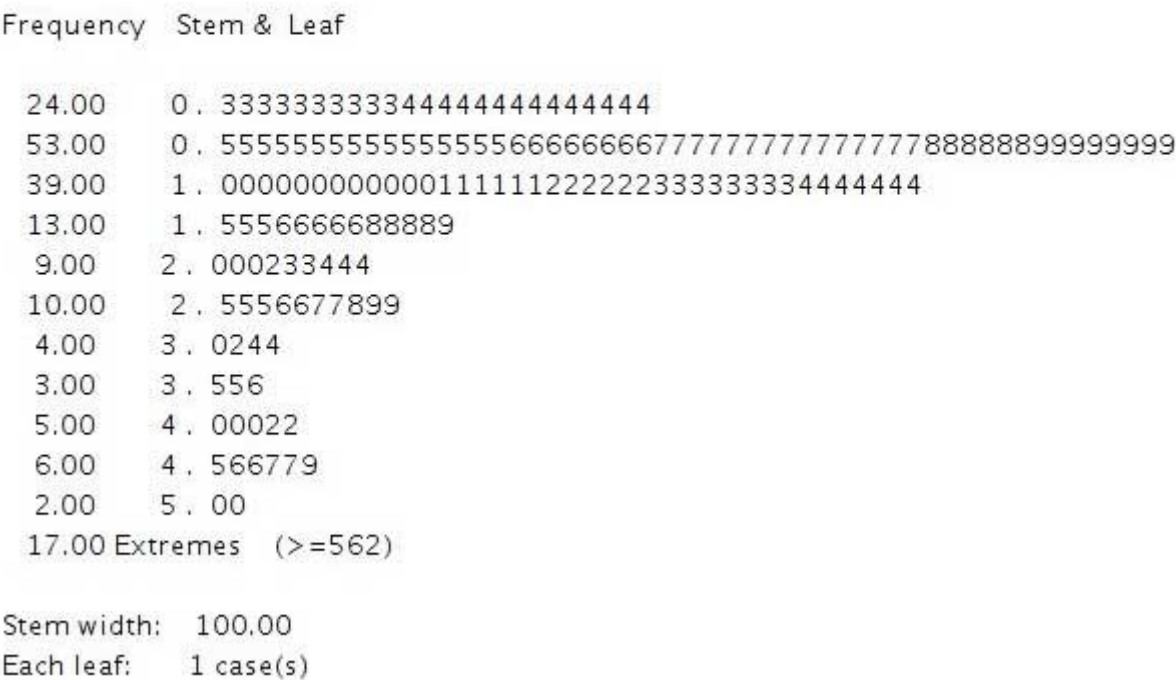 Frequency Stem & Leaf
24.00 0 . 333333333344444444444444
53.00 0 . 55555555555555556666666677777777777777788888899999999
39.00 1 . 000000000000111111222222333333334444444
13.00 1 . 5556666688889
9.00 2 . 000233444
10.00 2 . 5556677899
4.00 3 . 0244
3.00 3 . 556
5.00 4 . 00022
6.00 4 . 566779
2.00 5 . 00
17.00 Extremes (>=562)
Stem width: 100.00
Each leaf: 1 case(s)